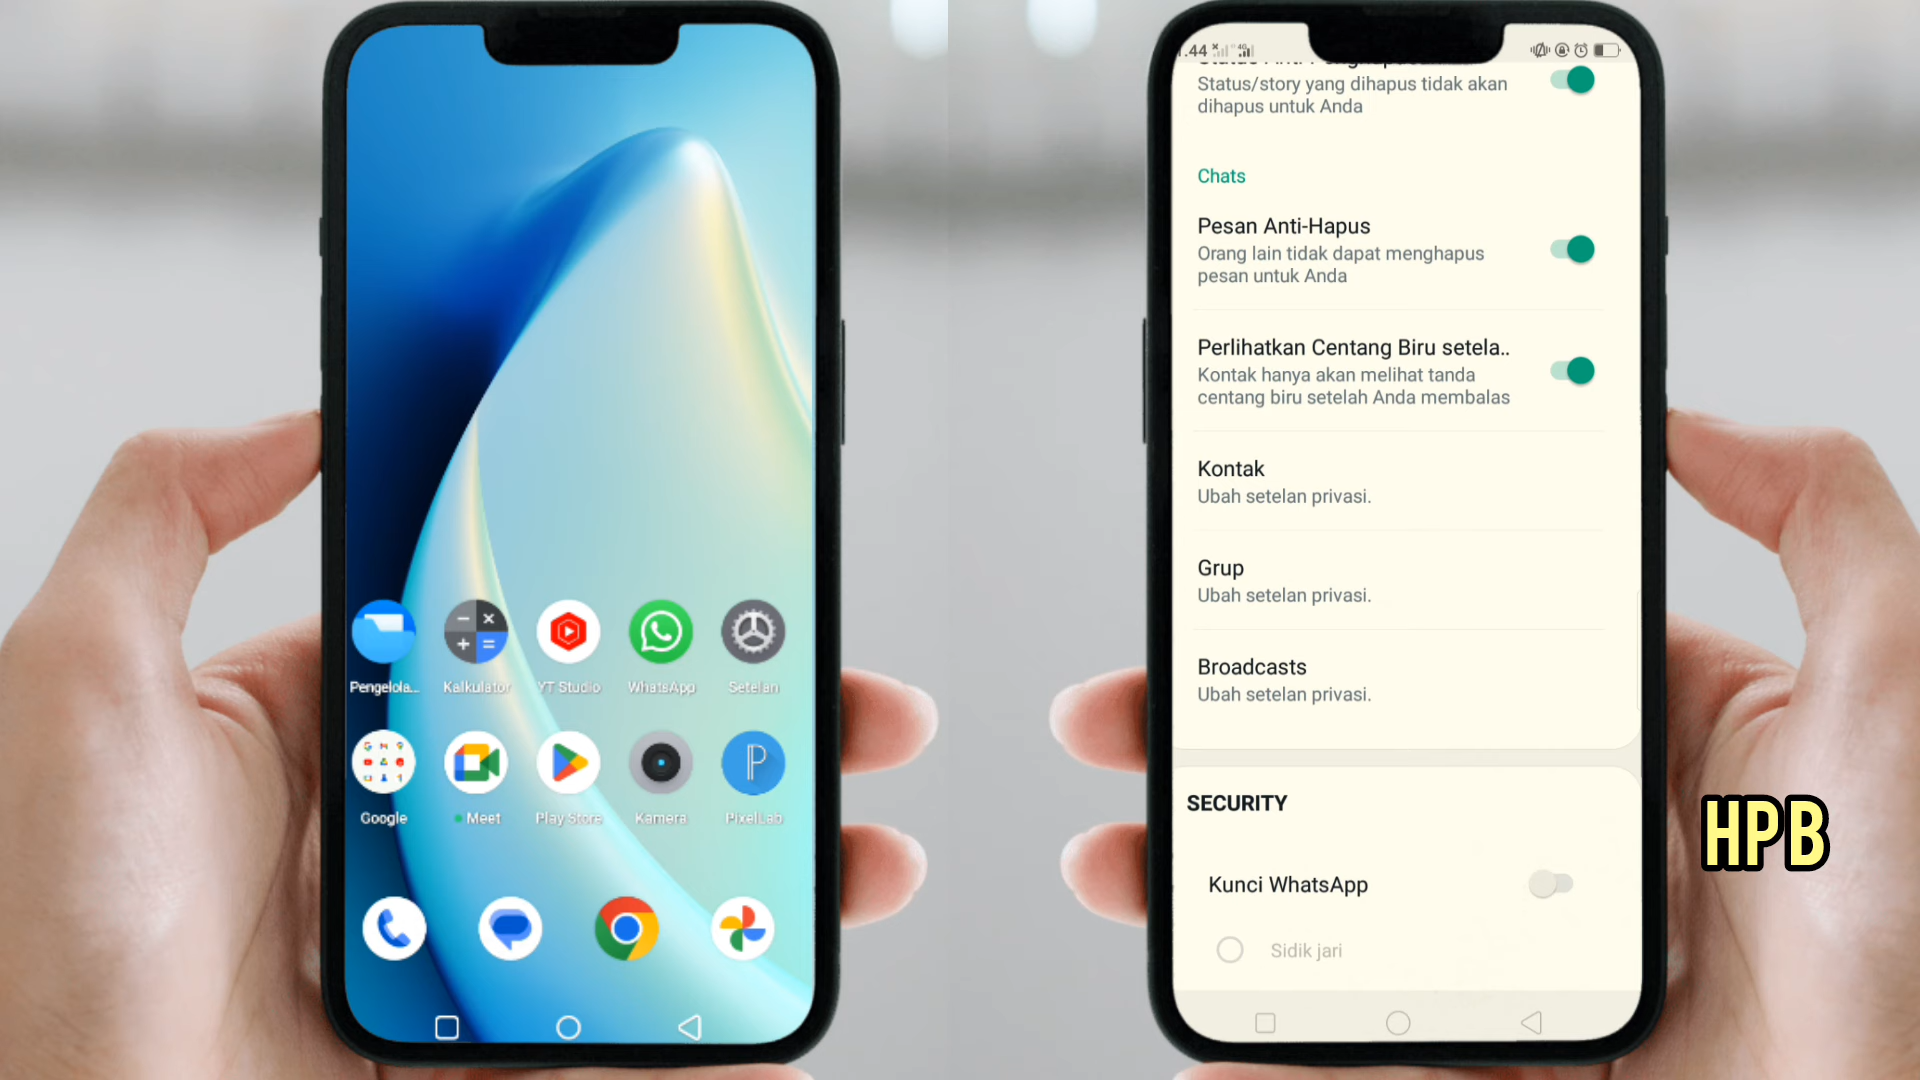 Pengelola...
Kalkulator
YT Studio
WhatsApp
Setelan
Google
Meet
Play Store
Kamera
PixelLab
.44
4G
Status/story yang dihapus tidak akan
dihapus untuk Anda
Chats
Pesan Anti-Hapus
Orang lain tidak dapat menghapus
pesan untuk Anda
Perlihatkan Centang Biru setela..
Kontak hanya akan melihat tanda
centang biru setelah Anda membalas
Kontak
Ubah setelan privasi.
Grup
Ubah setelan privasi.
Broadcasts
Ubah setelan privasi.
SECURITY
Kunci WhatsApp
Sidik jari
HPB